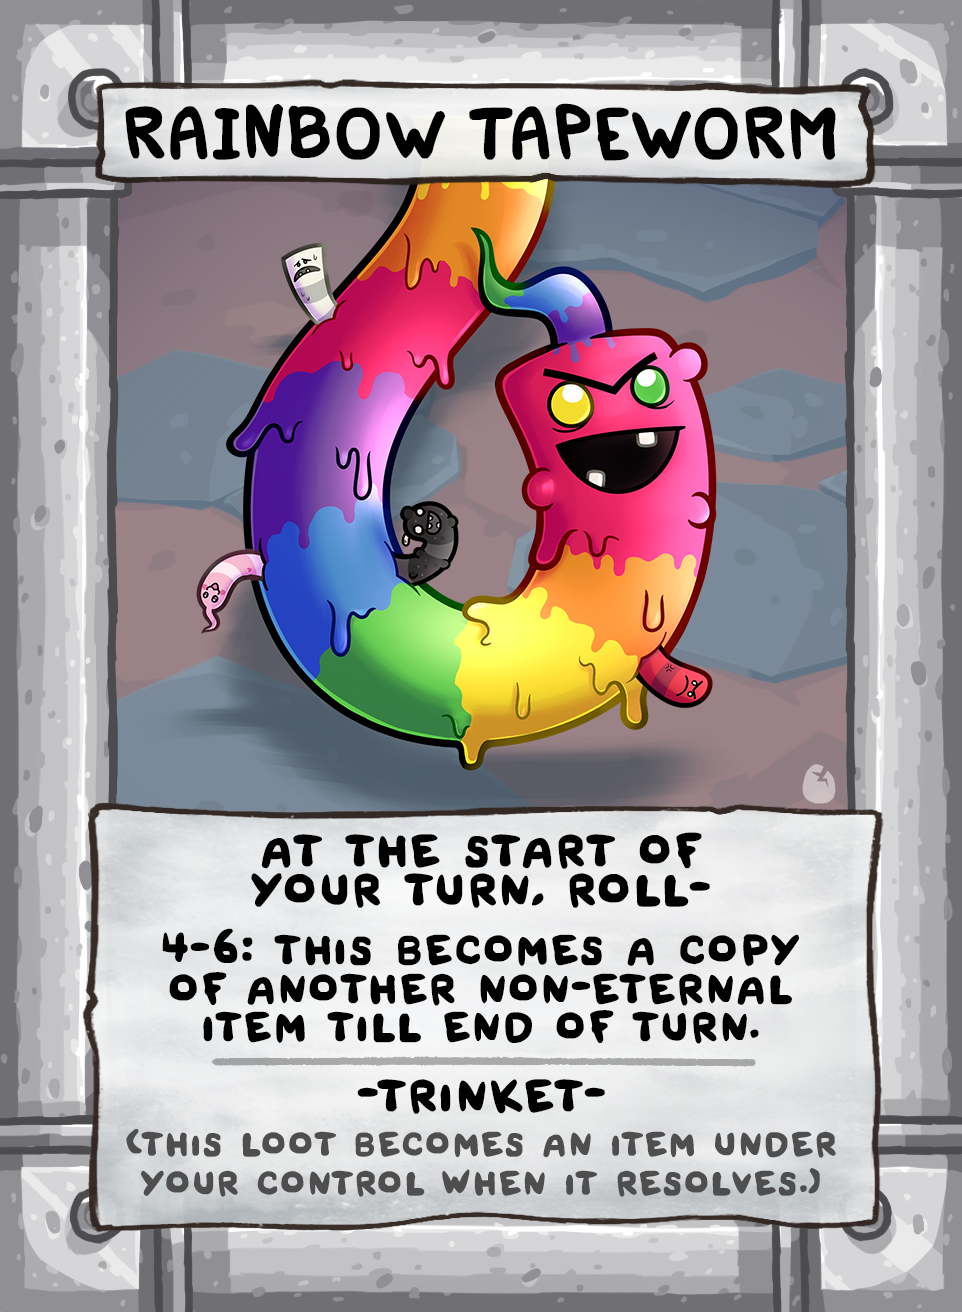 RAINBOW TAPEWORM
AT THE START OF
YOUR TURN, ROLL-
4-6: THIS BECOMES A COPY
OF ANOTHER NON-ETERNAL
ITEM TILL END OF TURN.
-TRINKET-
(THIS LOOT BECOMES AN ITEM UNDER
YOUR CONTROL WHEN IT RESOLVES.)